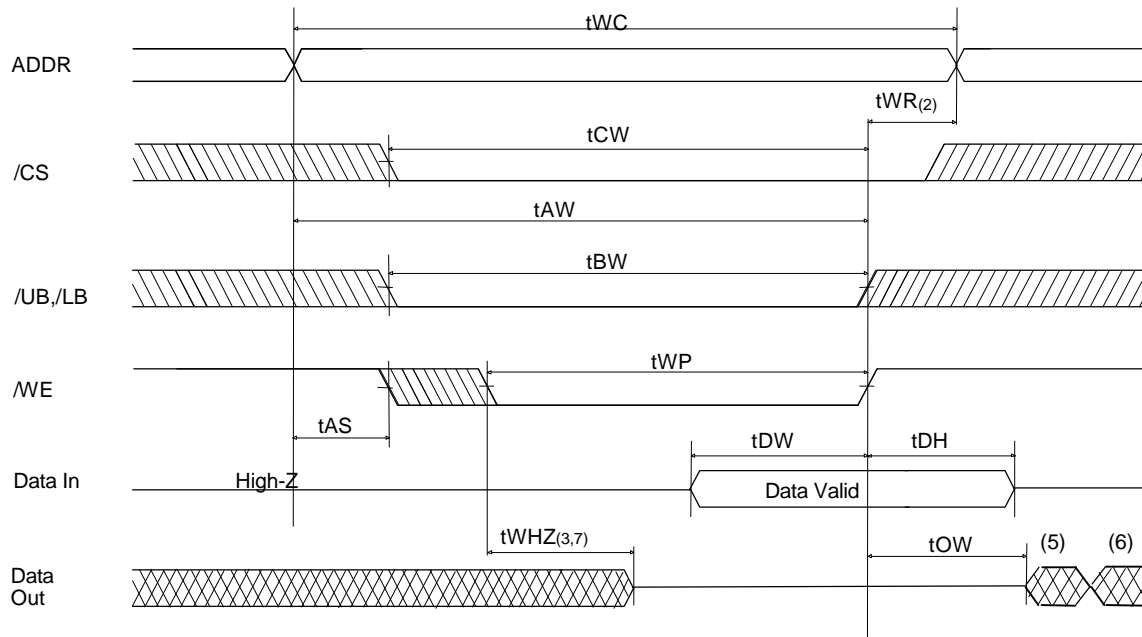 tWC
ADDR
tWR(2)
tCW
/CS
tAW
tBW
/UB,/LB
tWP
/WE
tAS
tDW
tDH
Data In
High-Z
Data Valid
tWHZ(3,7)
tOW
(5)
(6)
Data
Out